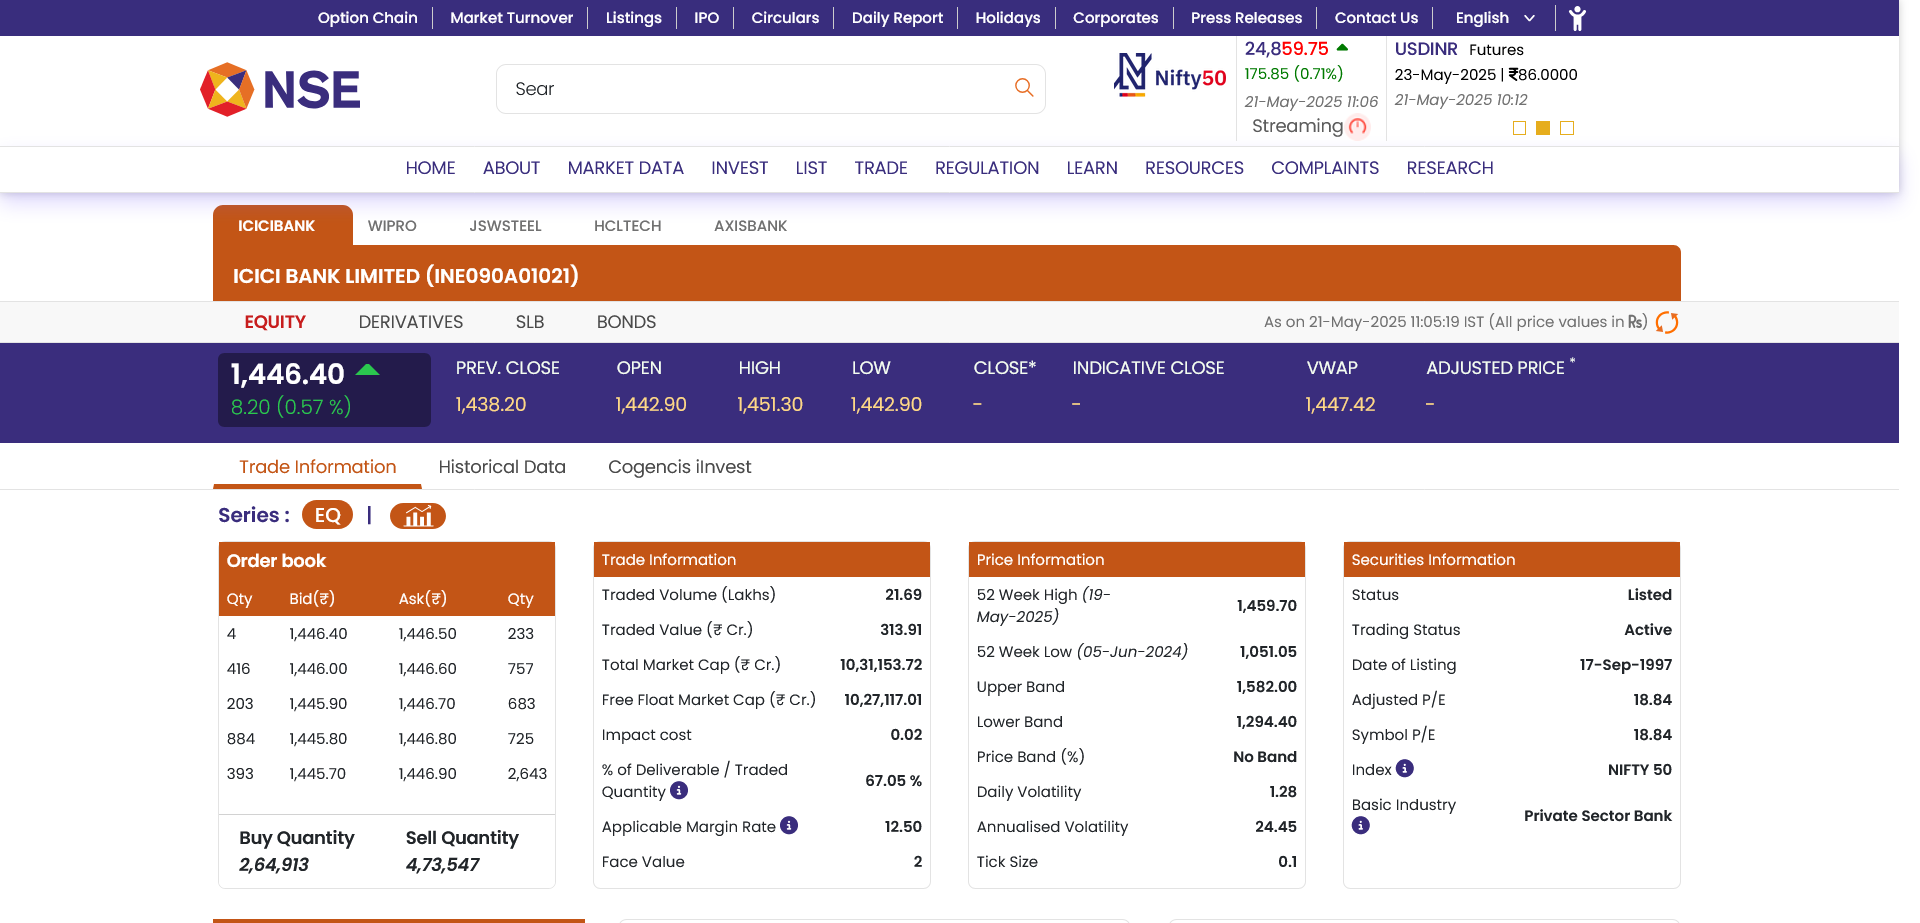 Option Chain | Market Turnover | Listings | IPO | Circulars | Daily Report | Holidays | Corporates | Press Releases | Contact Us | English
NSE
Sear
Nifty50
24,859.75
175.85 (0.71%)
21-May-2025 11:06
Streaming
USDINR Futures
23-May-2025 | ₹86.0000
21-May-2025 10:12
HOME ABOUT MARKET DATA INVEST LIST TRADE REGULATION LEARN RESOURCES COMPLAINTS RESEARCH
ICICIBANK WIPRO JSWSTEEL HCLTECH AXISBANK
ICICI BANK LIMITED (INE090A01021)
EQUITY DERIVATIVES SLB BONDS
As on 21-May-2025 11:05:19 IST (All price values in ₨)
1,446.40
8.20 (0.57 %)
PREV. CLOSE OPEN HIGH LOW CLOSE* INDICATIVE CLOSE VWAP ADJUSTED PRICE *
1,438.20 1,442.90 1,451.30 1,442.90 - - 1,447.42 -
Trade Information Historical Data Cogencis iInvest
Series : EQ |
Order book
Qty Bid(₹) Ask(₹) Qty
4 1,446.40 1,446.50 233
416 1,446.00 1,446.60 757
203 1,445.90 1,446.70 683
884 1,445.80 1,446.80 725
393 1,445.70 1,446.90 2,643
Buy Quantity Sell Quantity
2,64,913 4,73,547
Trade Information
Traded Volume (Lakhs) 21.69
Traded Value (₹ Cr.) 313.91
Total Market Cap (₹ Cr.) 10,31,153.72
Free Float Market Cap (₹ Cr.) 10,27,117.01
Impact cost 0.02
% of Deliverable / Traded
Quantity 67.05 %
Applicable Margin Rate 12.50
Face Value 2
Price Information
52 Week High (19-
May-2025) 1,459.70
52 Week Low (05-Jun-2024) 1,051.05
Upper Band 1,582.00
Lower Band 1,294.40
Price Band (%) No Band
Daily Volatility 1.28
Annualised Volatility 24.45
Tick Size 0.1
Securities Information
Status Listed
Trading Status Active
Date of Listing 17-Sep-1997
Adjusted P/E 18.84
Symbol P/E 18.84
Index NIFTY 50
Basic Industry Private Sector Bank